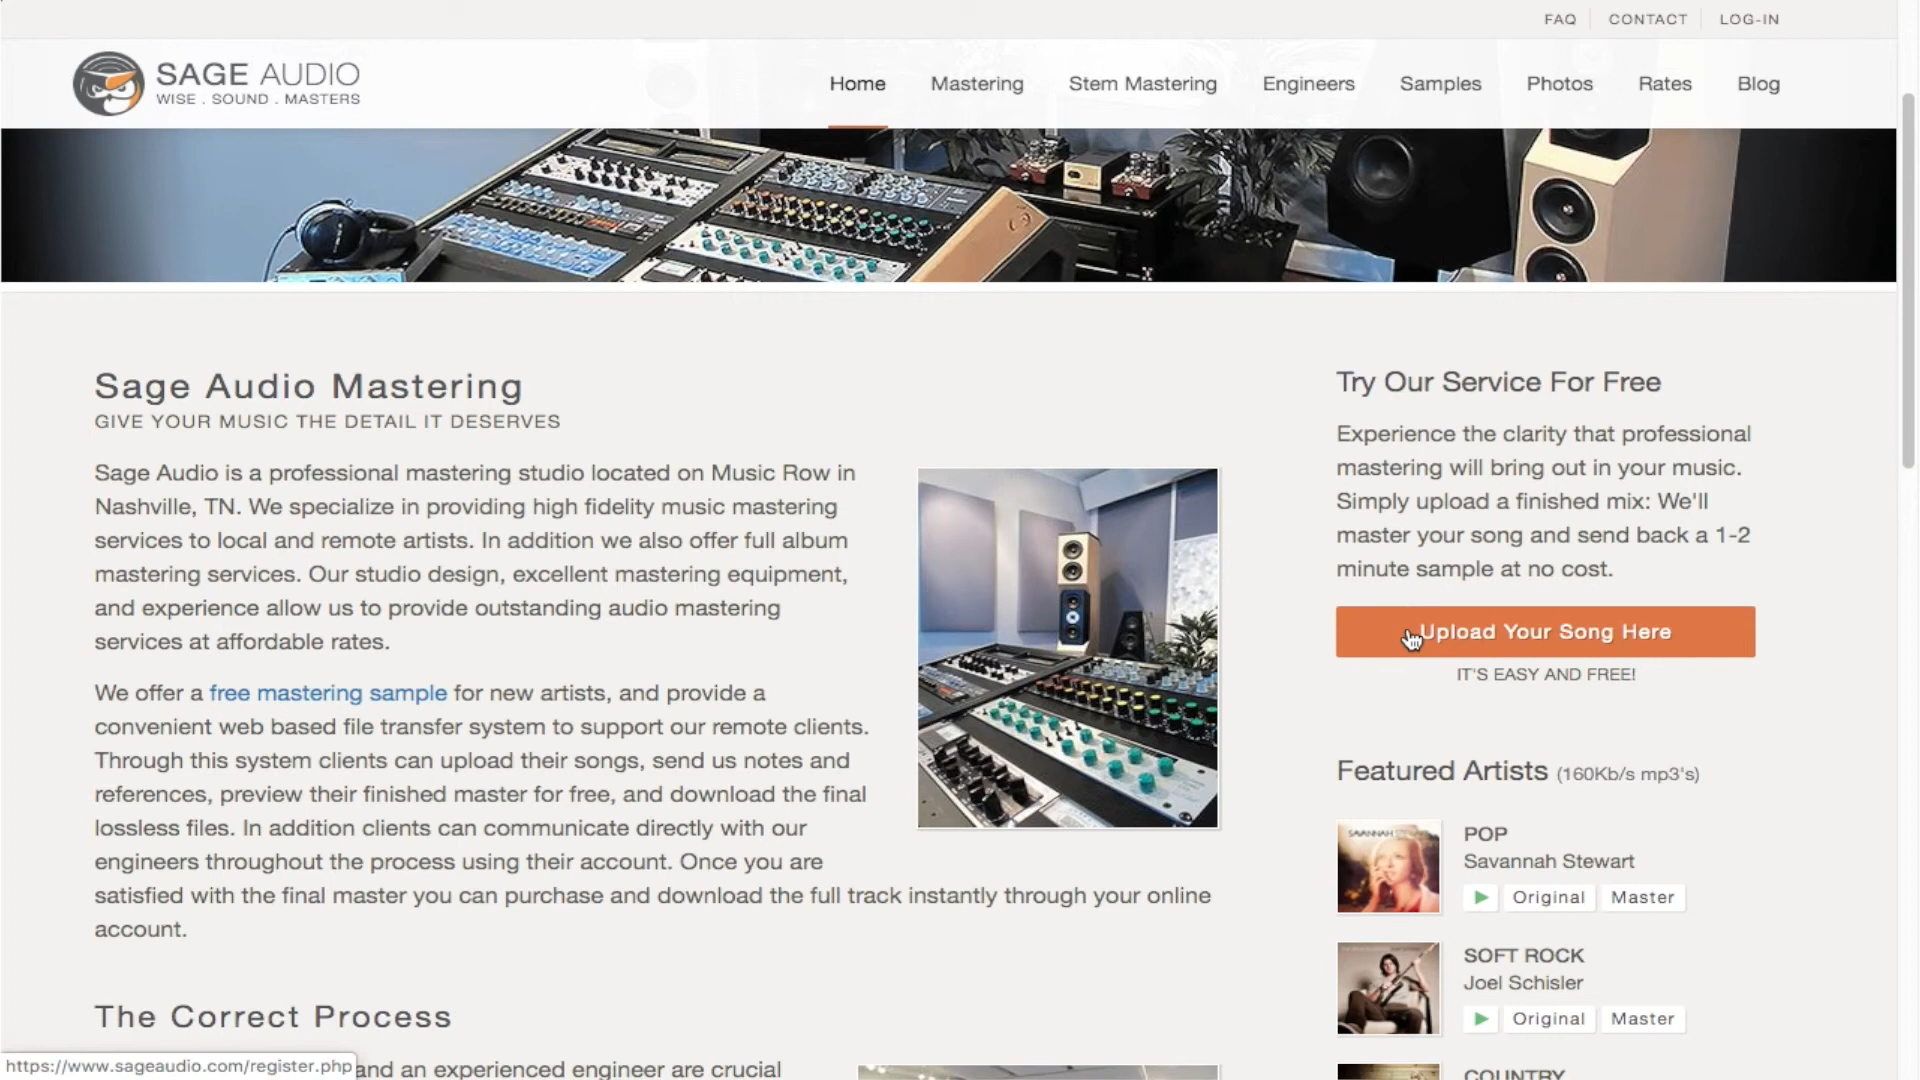 FAQ
CONTACT
LOG-IN
SAGE AUDIO
WISE . SOUND . MASTERS
Home
Mastering
Stem Mastering
Engineers
Samples
Photos
Rates
Blog
Sage Audio Mastering
GIVE YOUR MUSIC THE DETAIL IT DESERVES
Sage Audio is a professional mastering studio located on Music Row in
Nashville, TN. We specialize in providing high fidelity music mastering
services to local and remote artists. In addition we also offer full album
mastering services. Our studio design, excellent mastering equipment,
and experience allow us to provide outstanding audio mastering
services at affordable rates.
We offer a free mastering sample for new artists, and provide a
convenient web based file transfer system to support our remote clients.
Through this system clients can upload their songs, send us notes and
references, preview their finished master for free, and download the final
lossless files. In addition clients can communicate directly with our
engineers throughout the process using their account. Once you are
satisfied with the final master you can purchase and download the full track instantly through your online
account.
The Correct Process
and an experienced engineer are crucial
https://www.sageaudio.com/register.php
Try Our Service For Free
Experience the clarity that professional
mastering will bring out in your music.
Simply upload a finished mix: We'll
master your song and send back a 1-2
minute sample at no cost.
Upload Your Song Here
IT'S EASY AND FREE!
Featured Artists (160Kb/s mp3's)
SAVANNAH
POP
Savannah Stewart
Original
Master
SOFT ROCK
Joel Schisler
Original
Master
COUNTRY